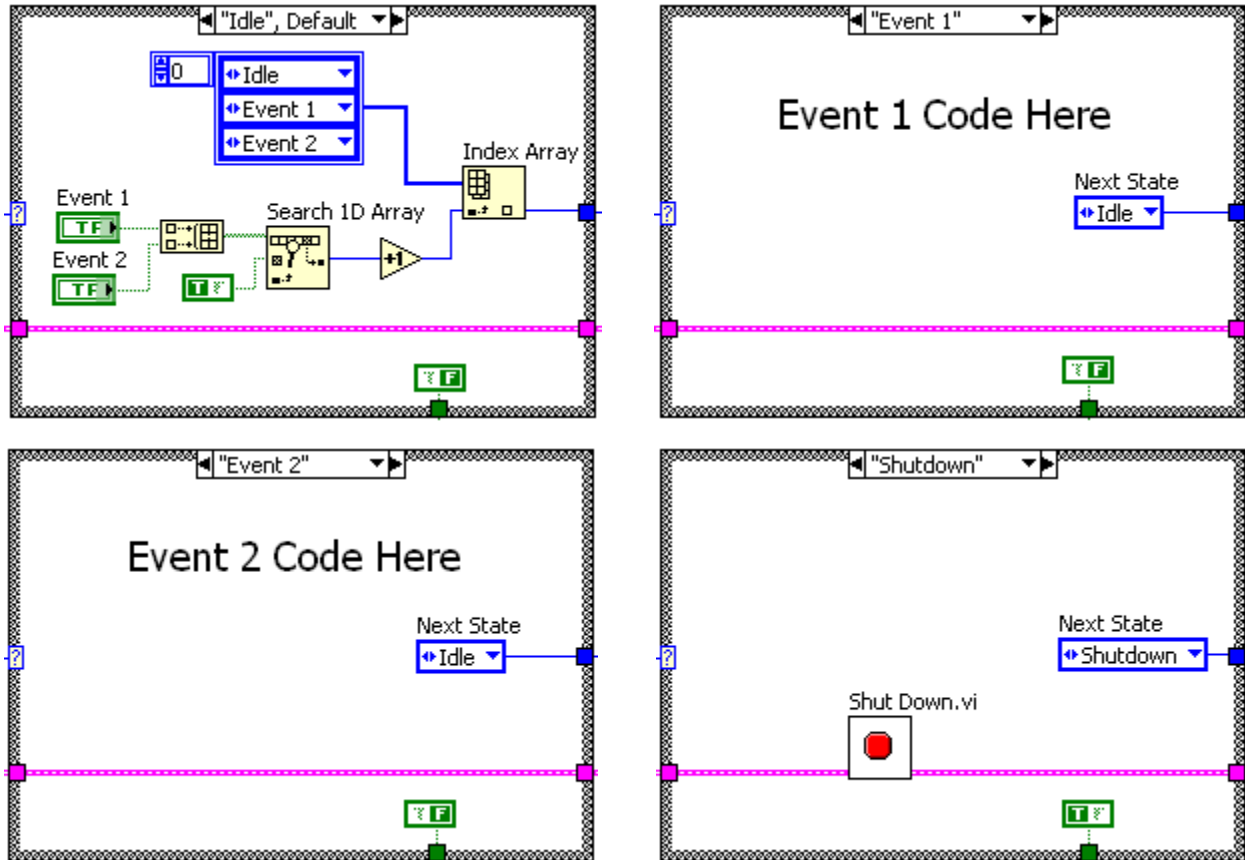 "Idle", Default
0
Idle
Event 1
Event 2
Index Array
Event 1
TF
Search 1D Array
Event 2
TF
+1
T
F
"Event 1"
Event 1 Code Here
Next State
Idle
F
"Event 2"
Event 2 Code Here
Next State
Idle
F
"Shutdown"
Next State
Shutdown
Shut Down.vi
T